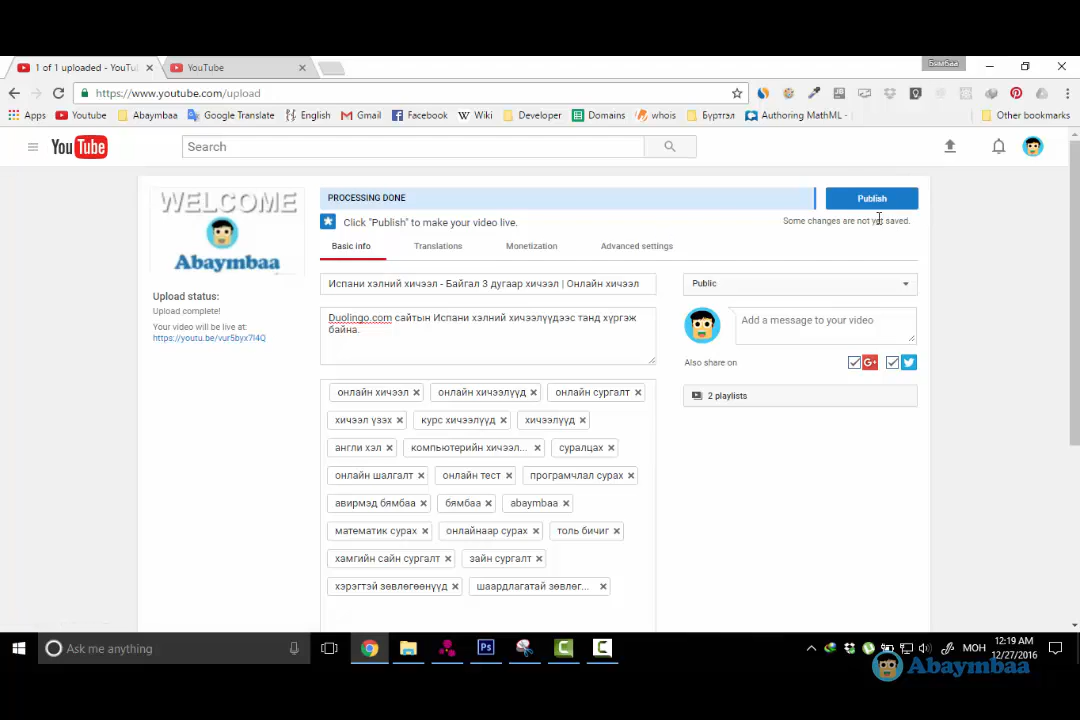 1 of 1 uploaded - YouTu
YouTube
https://www.youtube.com/upload
Apps
Youtube
Abaymbaa
Google Translate
English
Gmail
Facebook
Wiki
Developer
Domains
whois
Бүртгэл
Authoring MathML -
Other bookmarks
YouTube
Search
WELCOME
Abaymbaa
PROCESSING DONE
Publish
Click "Publish" to make your video live.
Some changes are not yet saved.
Basic info
Translations
Monetization
Advanced settings
Upload status:
Upload complete!
Your video will be live at:
https://youtu.be/vur5byx7l4Q
Испани хэлний хичээл - Байгал 3 дугаар хичээл | Онлайн хичээл
Duolingo.com сайтын Испани хэлний хичээлүүдээс танд хүргэж
байна.
Public
Add a message to your video
Also share on
G+
2 playlists
онлайн хичээл
онлайн хичээлүүд
онлайн сургалт
хичээл үзэх
курс хичээлүүд
хичээлүүд
англи хэл
компьютерийн хичээл...
суралцах
онлайн шалгалт
онлайн тест
програмчлал сурах
авирмэд бямбаа
бямбаа
abaymbaa
математик сурах
онлайнаар сурах
толь бичиг
хамгийн сайн сургалт
зайн сургалт
хэрэгтэй зөвлөгөөнүүд
шаардлагатай зөвлөг...
Ask me anything
Ps
МОН
12:19 AM
12/27/2016
Abaymbaa